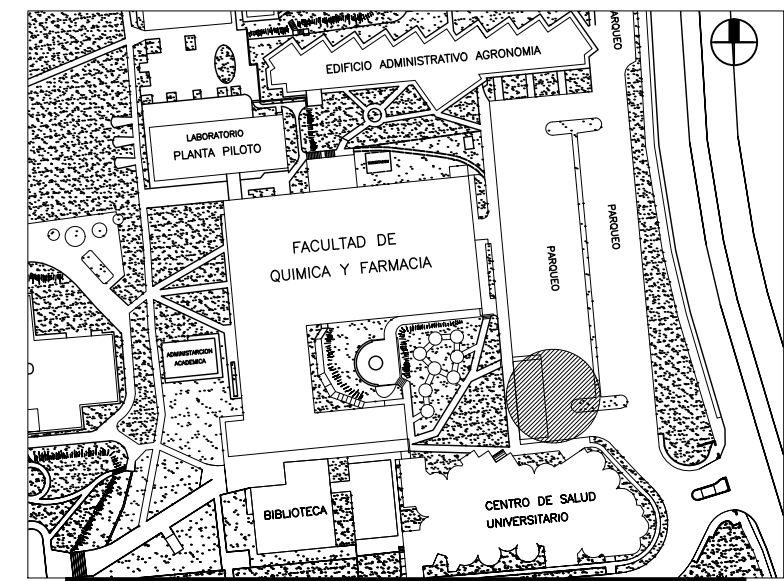 PARQUEO
EDIFICIO ADMINISTRATIVO AGRONOMIA
LABORATORIO
PLANTA PILOTO
FACULTAD DE
QUIMICA Y FARMACIA
PARQUEO
PARQUEO
ADMINISTARCION
ACADEMICA
BIBLIOTECA
CENTRO DE SALUD
UNIVERSITARIO